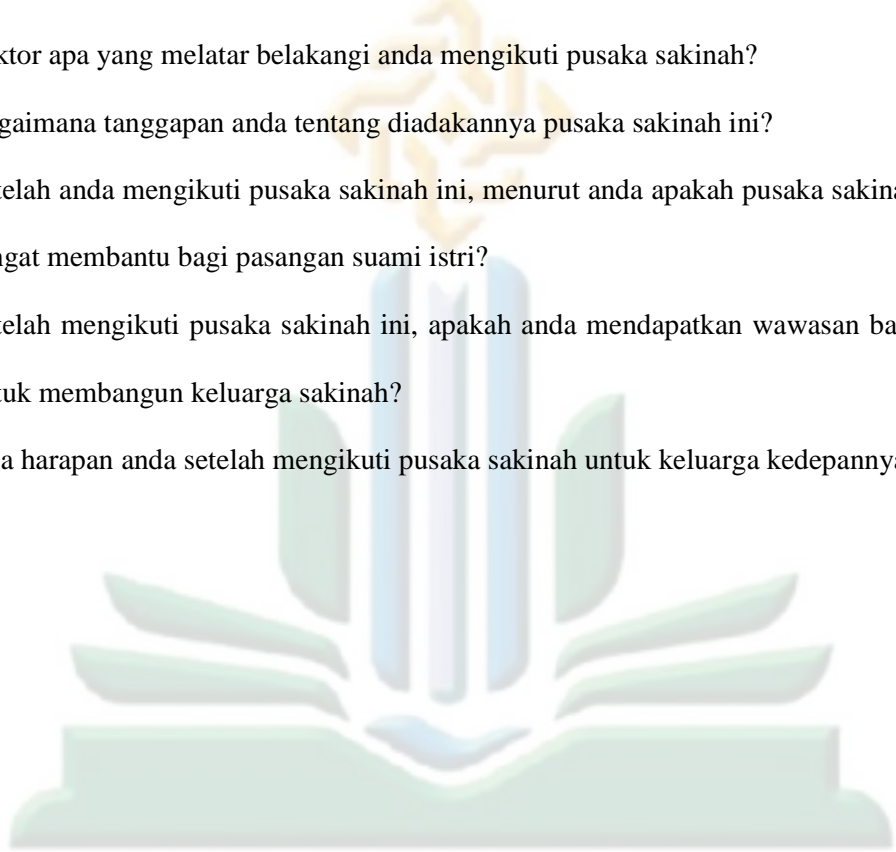 ktor apa yang melatar belakangi anda mengikuti pusaka sakinah?
gaimana tanggapan anda tentang diadakannya pusaka sakinah ini?
telah anda mengikuti pusaka sakinah ini, menurut anda apakah pusaka sakina
ngat membantu bagi pasangan suami istri?
telah mengikuti pusaka sakinah ini, apakah anda mendapatkan wawasan ba
tuk membangun keluarga sakinah?
a harapan anda setelah mengikuti pusaka sakinah untuk keluarga kedepannya